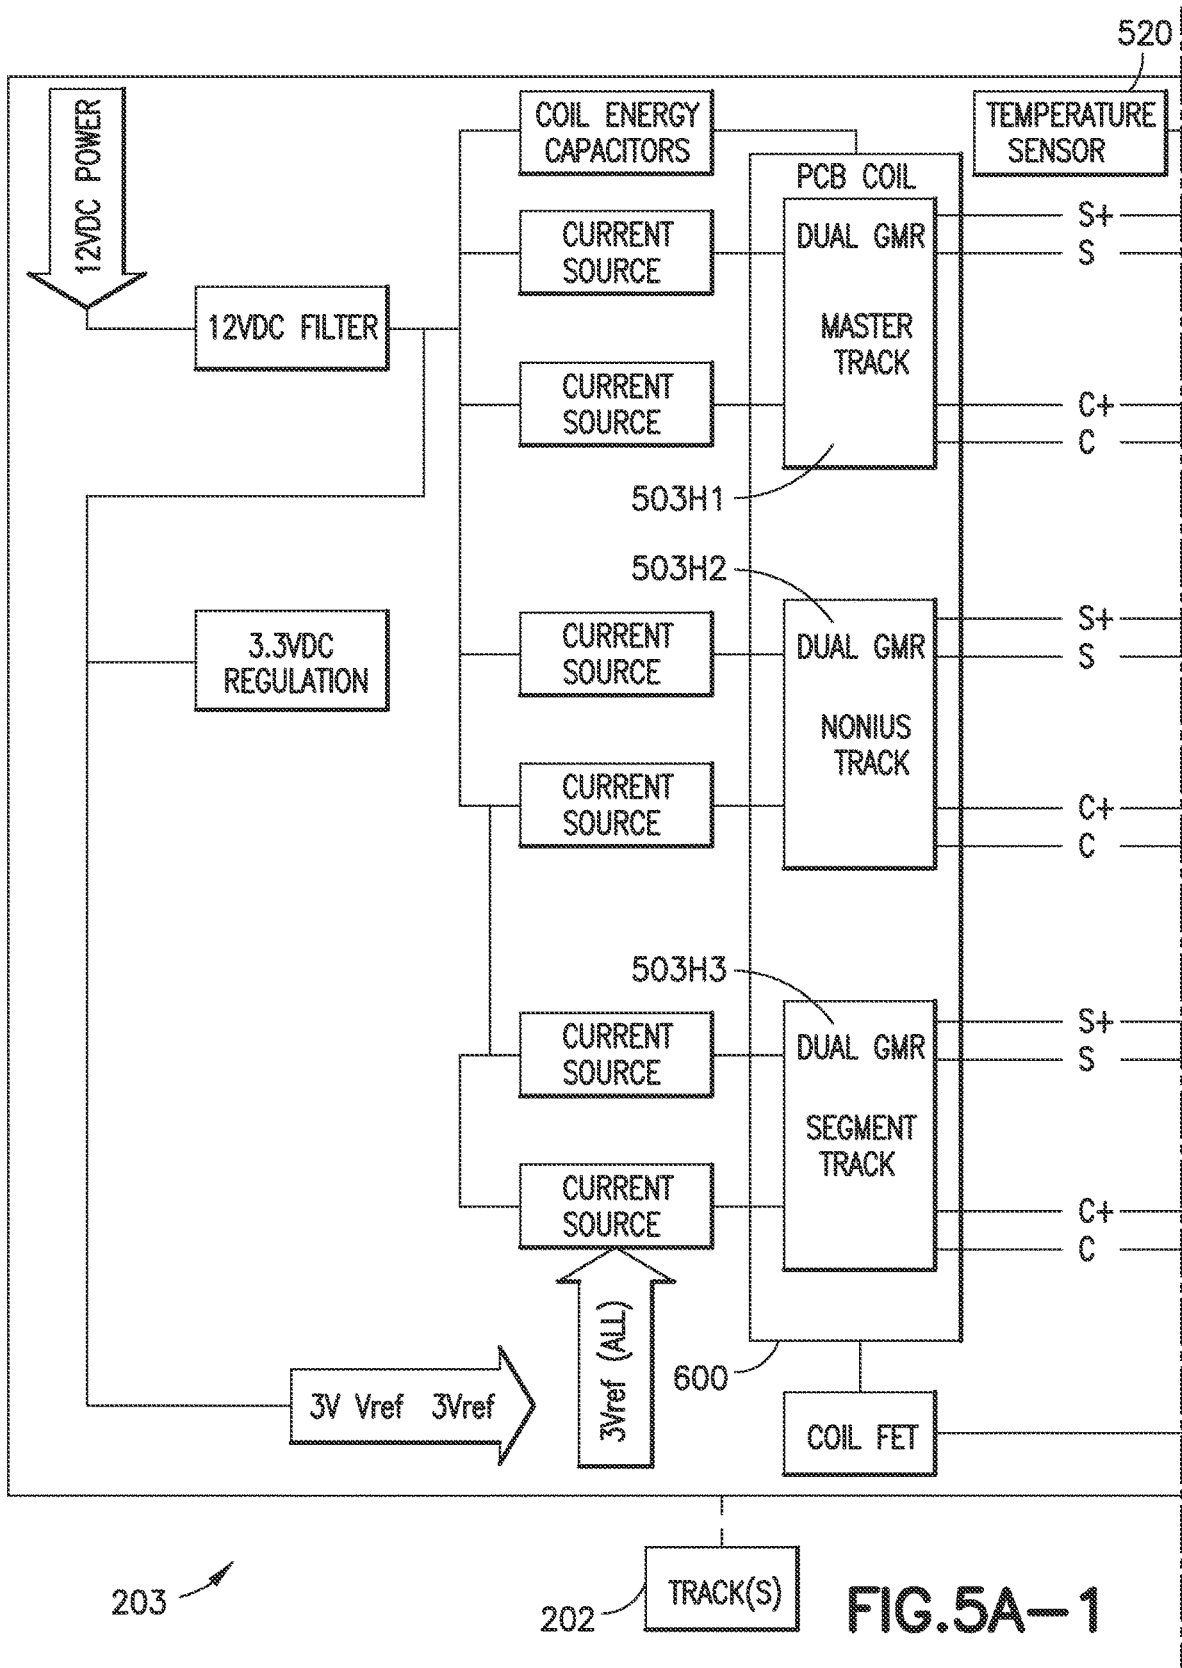 520
12VDC POWER
COIL ENERGY
CAPACITORS
TEMPERATURE
SENSOR
PCB COIL
CURRENT
SOURCE
DUAL GMR
MASTER
TRACK
S+
S
12VDC FILTER
CURRENT
SOURCE
C+
C
503H1
503H2
3.3VDC
REGULATION
CURRENT
SOURCE
DUAL GMR
NONIUS
TRACK
S+
S
CURRENT
SOURCE
C+
C
503H3
CURRENT
SOURCE
DUAL GMR
SEGMENT
TRACK
S+
S
CURRENT
SOURCE
C+
C
3Vref (ALL)
3V Vref 3Vref
600
COIL FET
203
202
TRACK(S)
FIG.5A-1